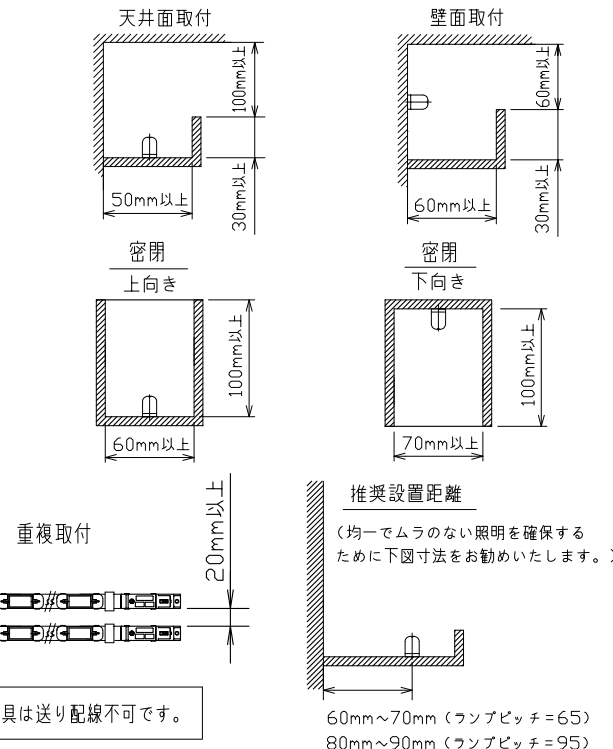 天井面取付
100mm以上
30mm以上
50mm以上
壁面取付
60mm以上
30mm以上
60mm以上
密閉
上向き
100mm以上
60mm以上
密閉
下向き
100mm以上
70mm以上
重複取付
20mm以上
具は送り配線不可です。
推奨設置距離
(均一でムラのない照明を確保する
ために下図寸法をお勧めいたします。)
60mm~70mm(ランプピッチ=65)
80mm~90mm(ランプピッチ=95)